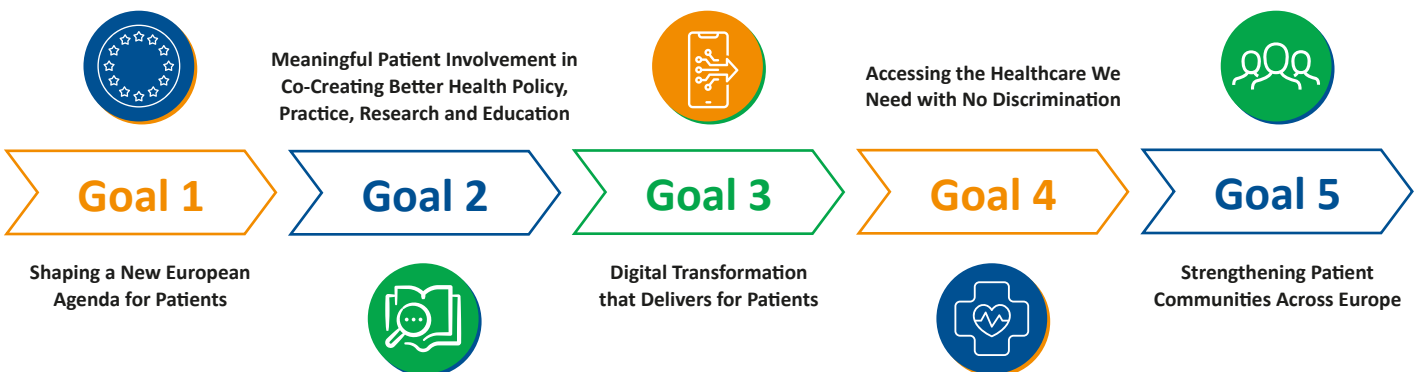 Goal 1
Shaping a New European
Agenda for Patients
Meaningful Patient Involvement in
Co-Creating Better Health Policy,
Practice, Research and Education
Goal 2
Goal 3
Digital Transformation
that Delivers for Patients
Accessing the Healthcare We
Need with No Discrimination
Goal 4
Goal 5
Strengthening Patient
Communities Across Europe